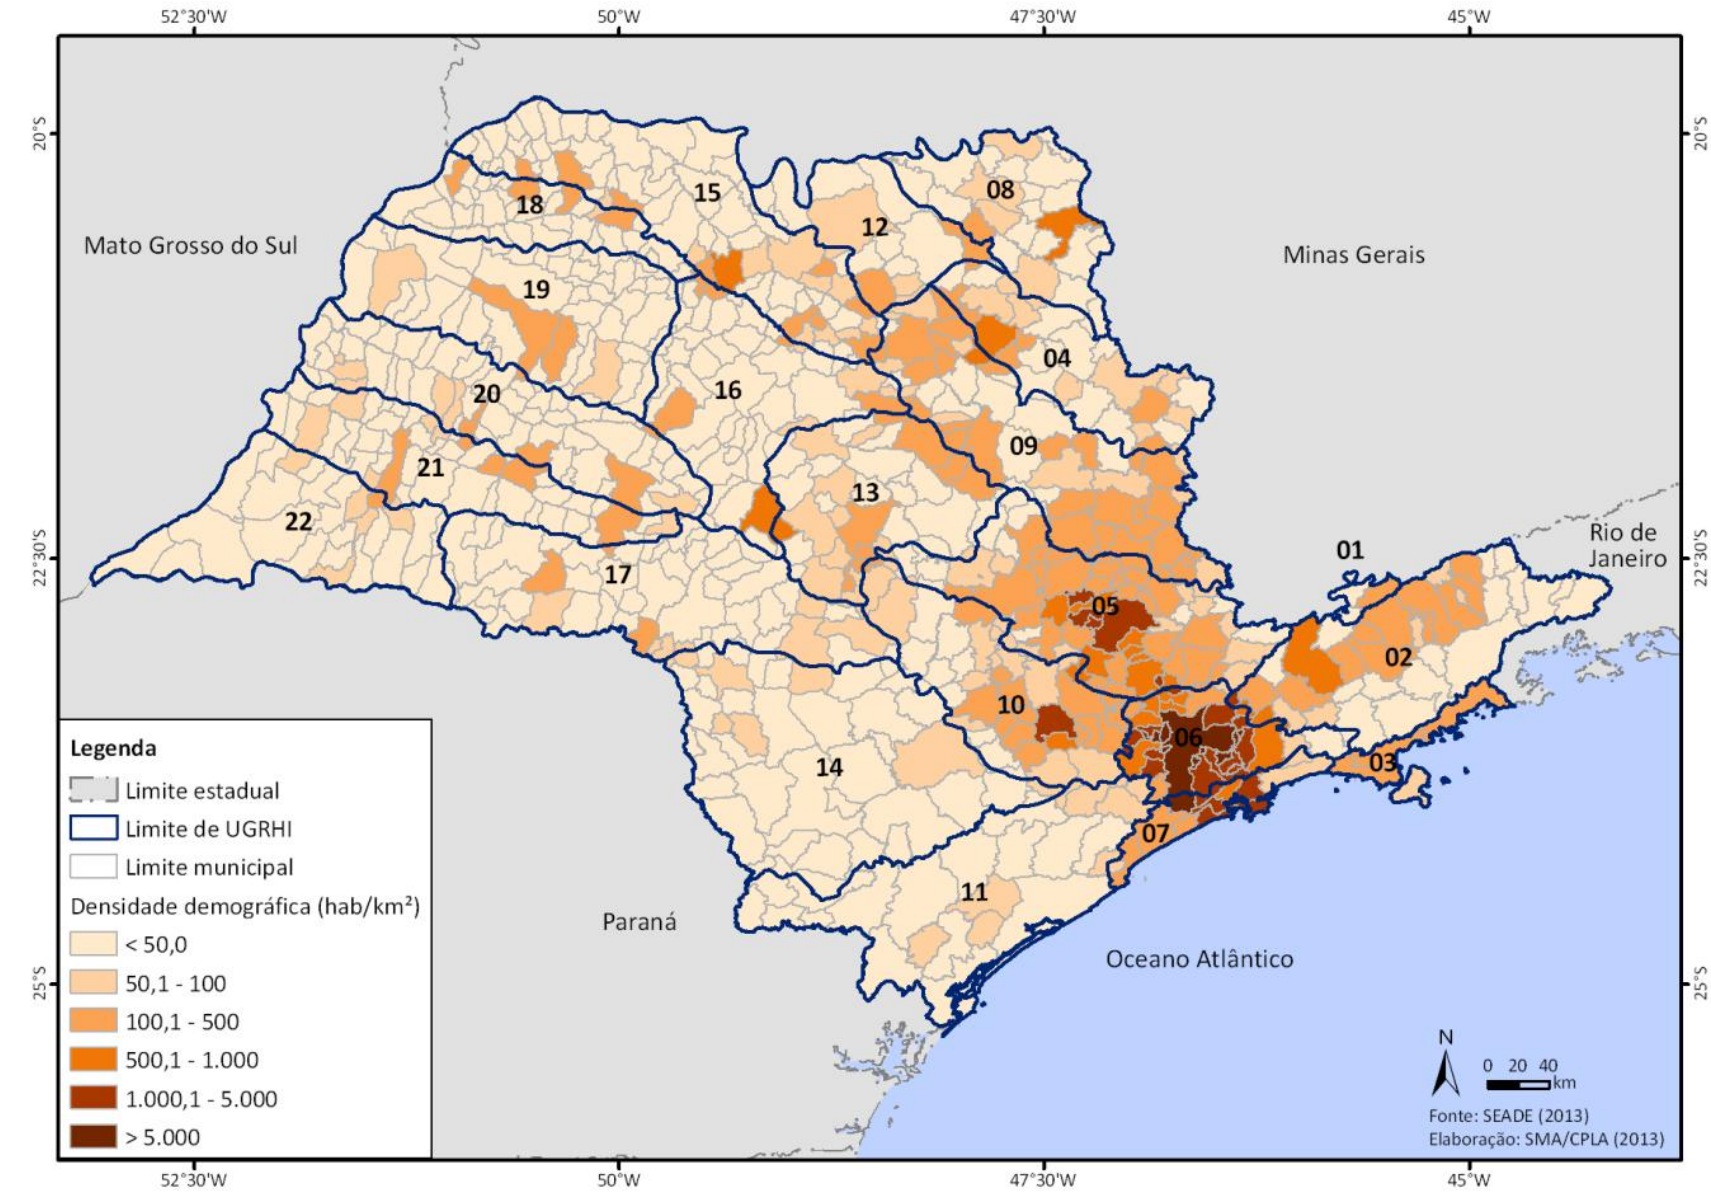 52°30'W
50°W
47°30'W
45°W
20°S
20°S
08
15
18
12
Mato Grosso do Sul
Minas Gerais
19
04
20
16
09
21
13
22
Rio de
Janeiro
01
22°30'S
22°30'S
17
05
02
10
06
03
14
07
11
Paraná
Oceano Atlântico
25°S
25°S
Legenda
Limite estadual
Limite de UGRHI
Limite municipal
Densidade demográfica (hab/km²)
< 50,0
50,1 - 100
100,1 - 500
500,1 - 1.000
1.000,1 - 5.000
> 5.000
N
0 20 40
km
Fonte: SEADE (2013)
Elaboração: SMA/CPLA (2013)
52°30'W
50°W
47°30'W
45°W